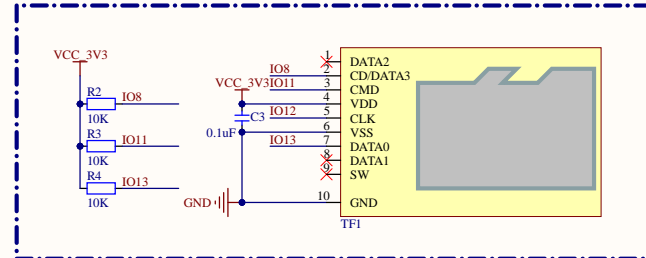 VCC_3V3
R2
IO8
10K
R3
IO11
10K
R4
IO13
10K
VCC_3V3
C3
0.1uF
GND
IO8
IO11
IO12
IO13
1 DATA2
2 CD/DATA3
3 CMD
4 VDD
5 CLK
6 VSS
7 DATA0
8 DATA1
9 SW
10 GND
TF1